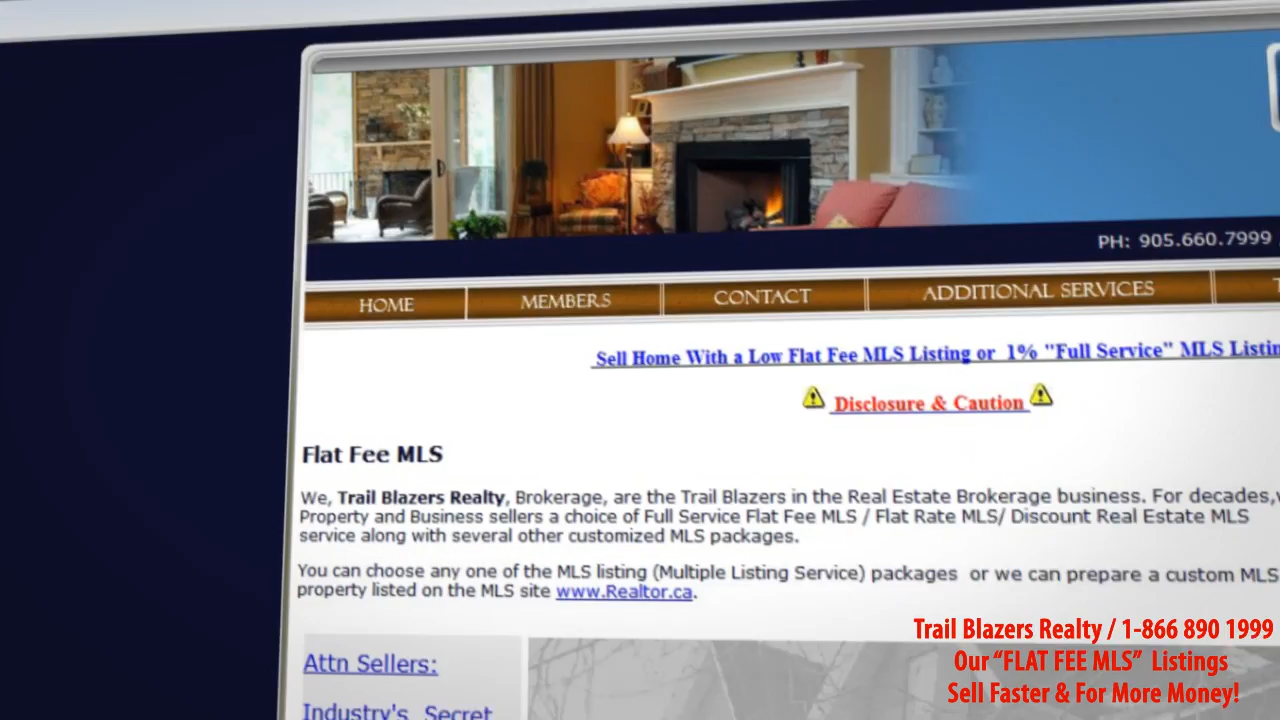 PH: 905.660.7999
HOME
MEMBERS
CONTACT
ADDITIONAL SERVICES
Sell Home With a Low Flat Fee MLS Listing or 1% "Full Service" MLS
Disclosure & Caution
Flat Fee MLS
We, Trail Blazers Realty, Brokerage, are the Trail Blazers in the Real Estate Brokerage business. For decades,
Property and Business sellers a choice of Full Service Flat Fee MLS / Flat Rate MLS/ Discount Real Estate MLS
service along with several other customized MLS packages.
You can choose any one of the MLS listing (Multiple Listing Service) packages or we can prepare a custom MLS
property listed on the MLS site www.Realtor.ca.
Attn Sellers:
Industry's Secret
Trail Blazers Realty / 1-866 890 1999
Our “FLAT FEE MLS” Listings
Sell Faster & For More Money!